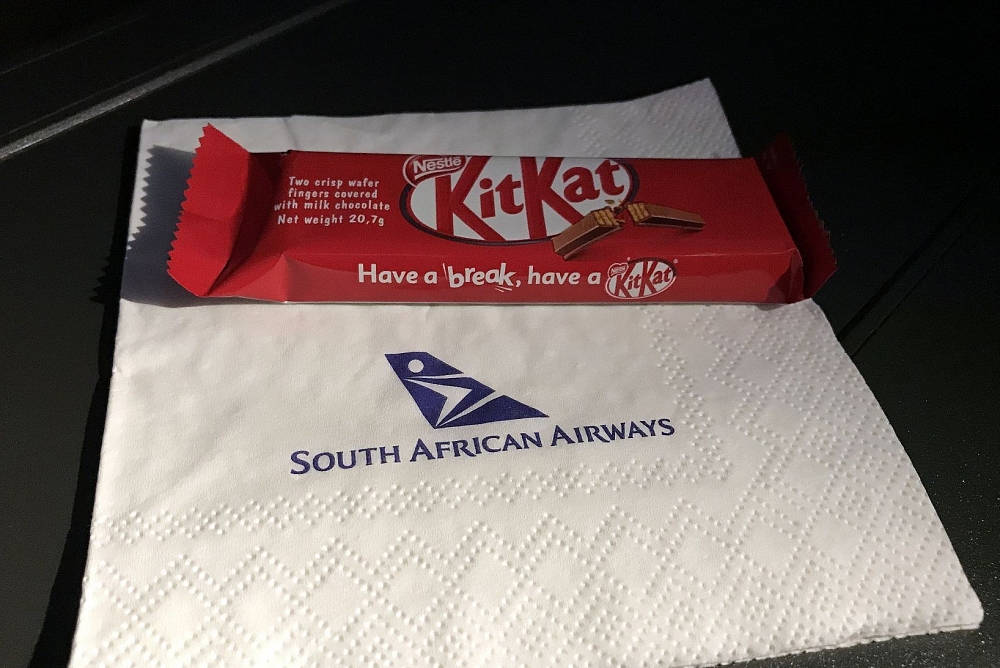 Two crisp wafer
fingers covered
with milk chocolate
Net weight 20,7g
Nestlé
KitKat
Have a break, have a Nestlé KitKat
SOUTH AFRICAN AIRWAYS